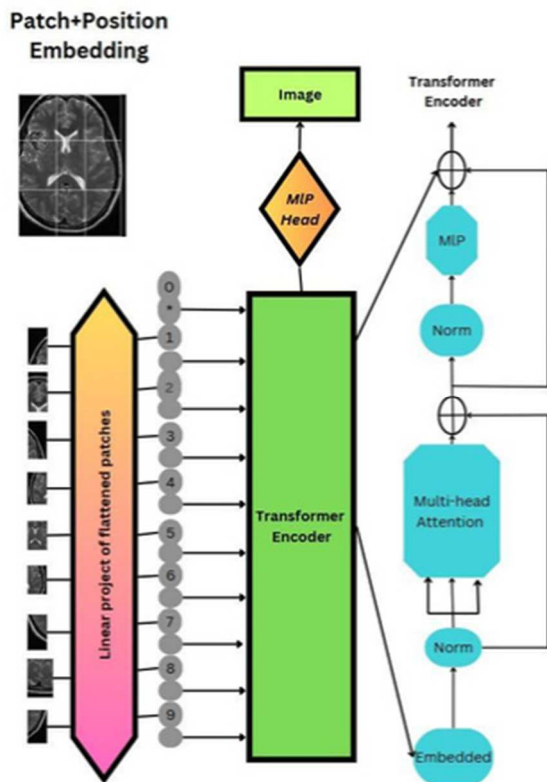 Patch+Position
Embedding
Image
MlP
Head
Transformer
Encoder
MlP
Norm
Multi-head
Attention
Norm
Embedded
Linear project of flattened patches
0
*
1
2
3
4
5
6
7
8
9
Transformer
Encoder